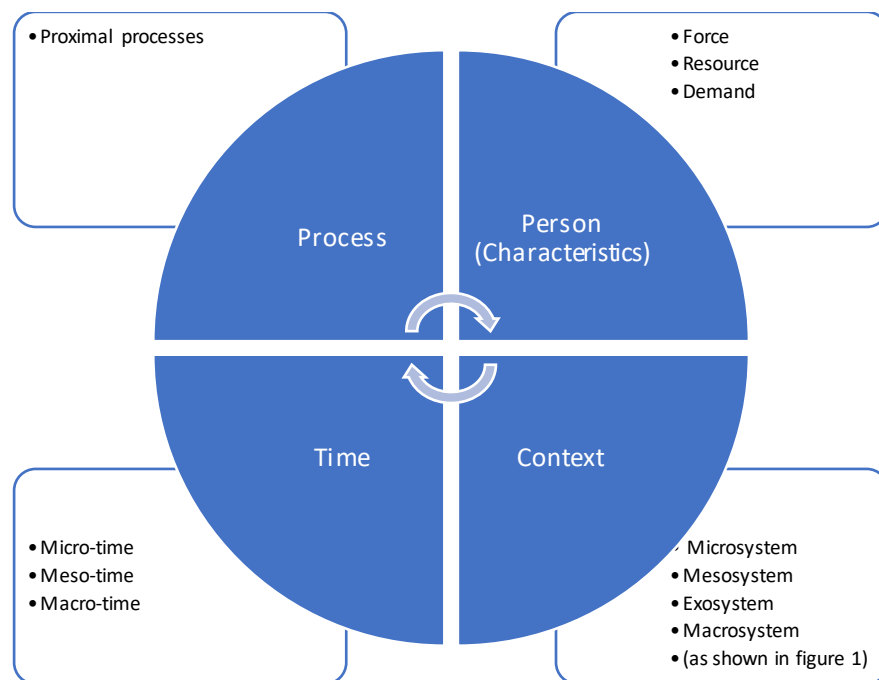 • Proximal processes
• Force
• Resource
• Demand
Process
Person
(Characteristics)
Time
Context
• Micro-time
• Meso-time
• Macro-time
• Microsystem
• Mesosystem
• Exosystem
• Macrosystem
• (as shown in figure 1)